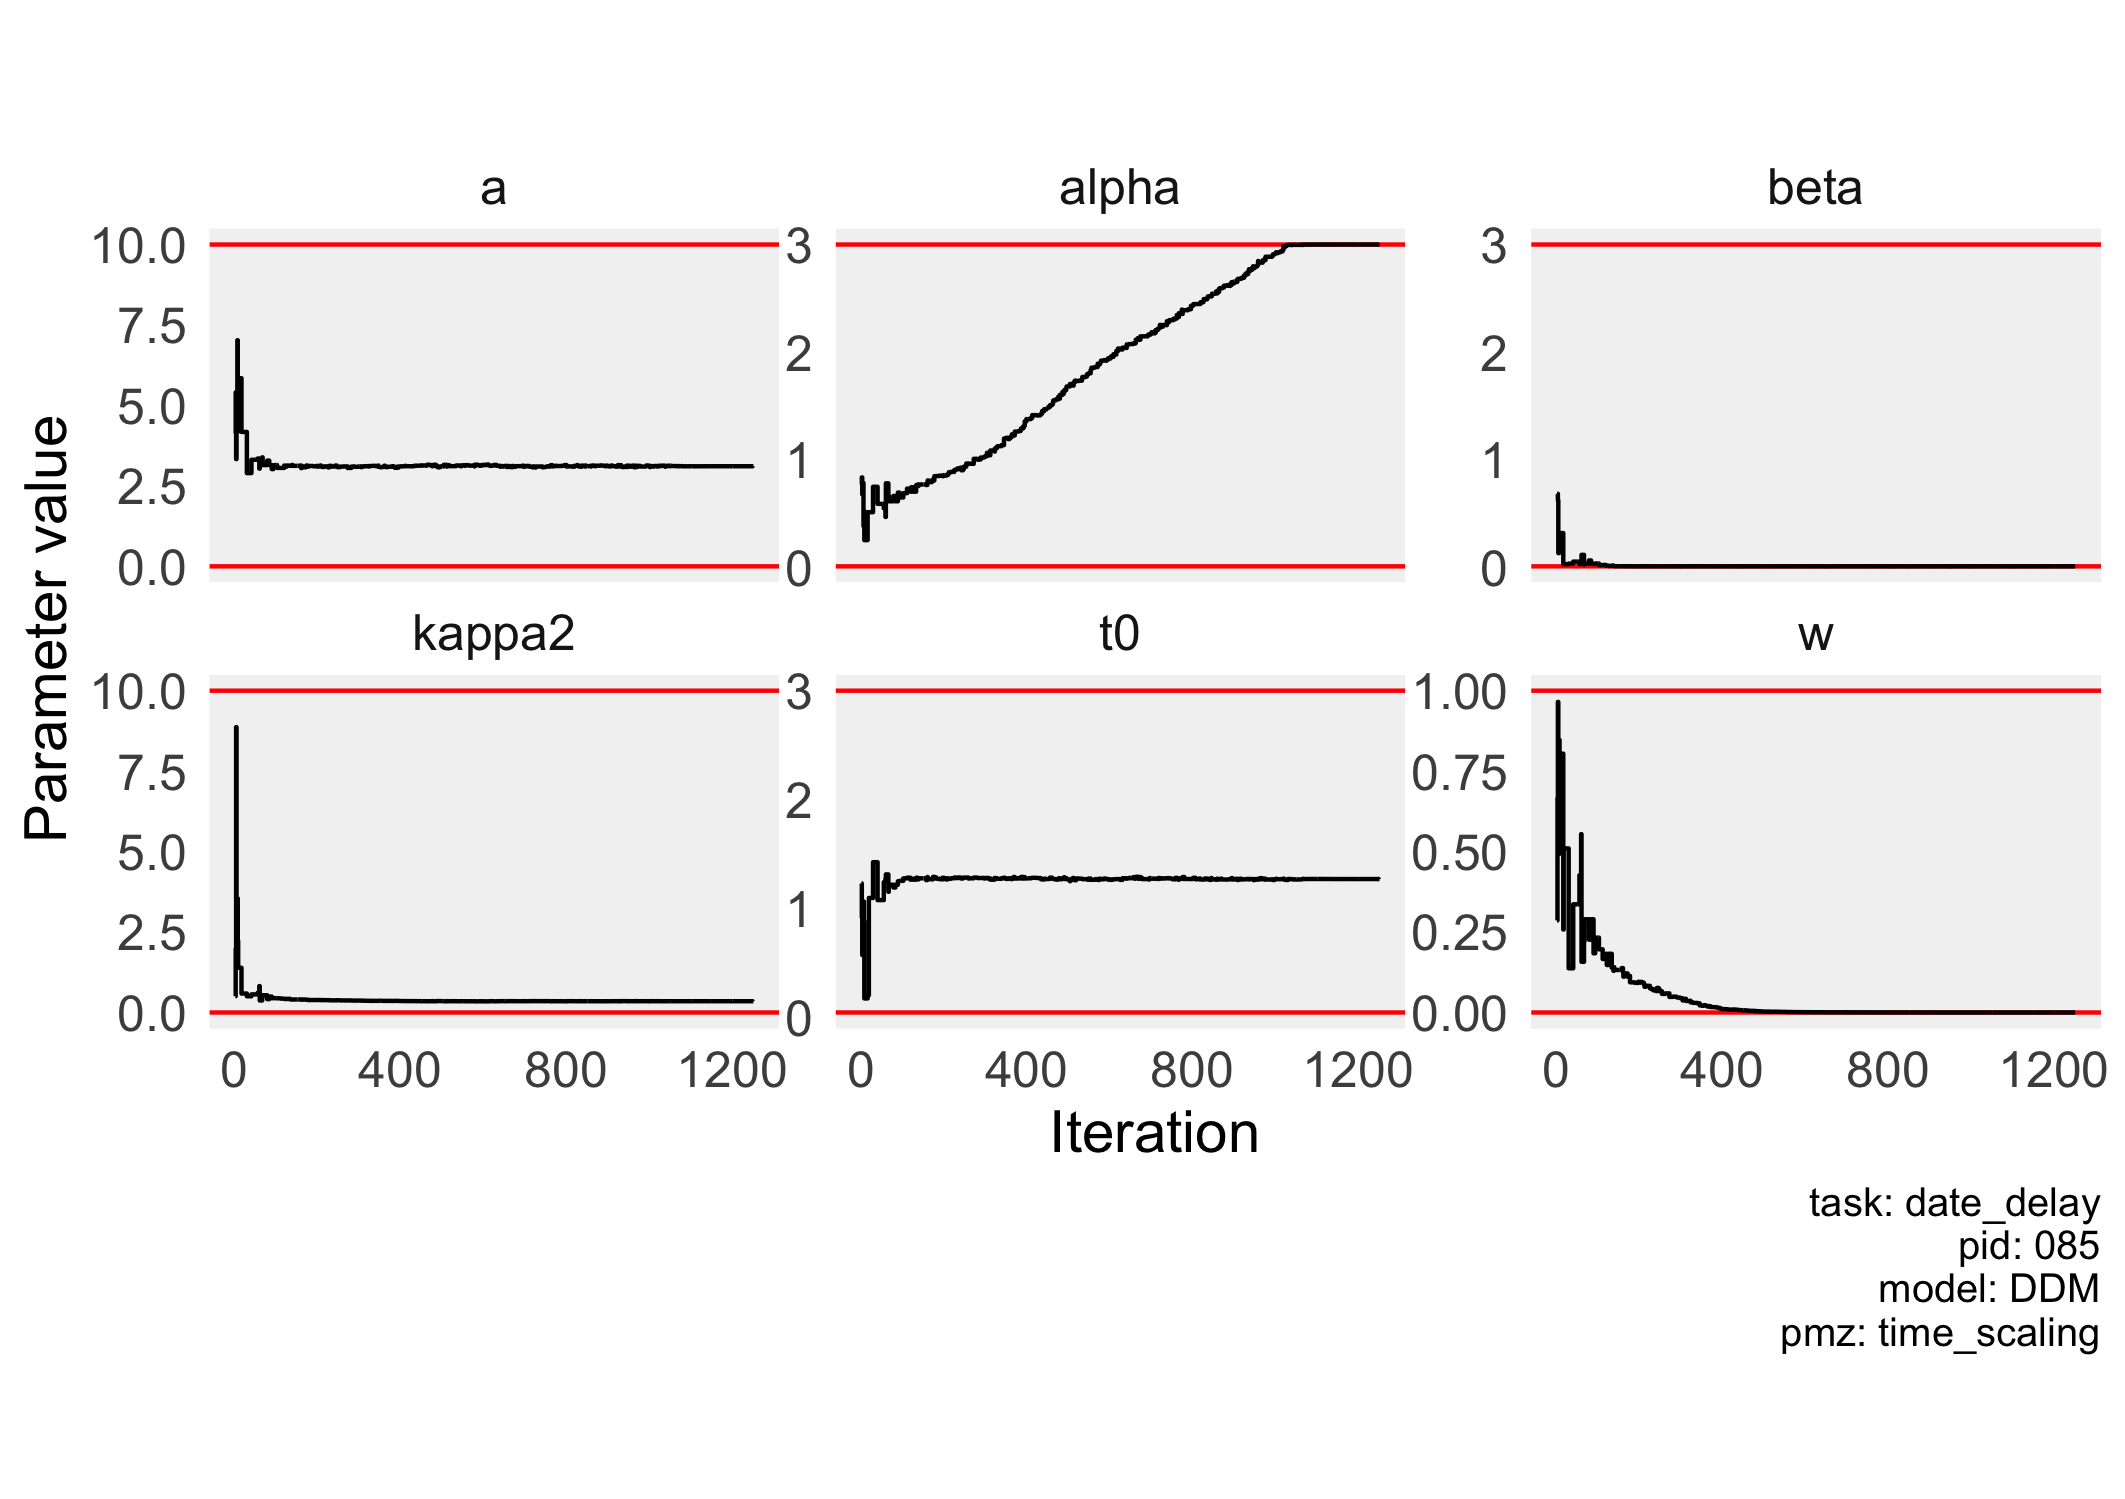 a
alpha
beta
10.0
7.5
5.0
2.5
0.0
3
2
1
0
3
2
1
0
kappa2
t0
w
10.0
7.5
5.0
2.5
0.0
3
2
1
0
1.00
0.75
0.50
0.25
0.00
0 400 800 1200
0 400 800 1200
0 400 800 1200
Parameter value
Iteration
task: date_delay
pid: 085
model: DDM
pmz: time_scaling